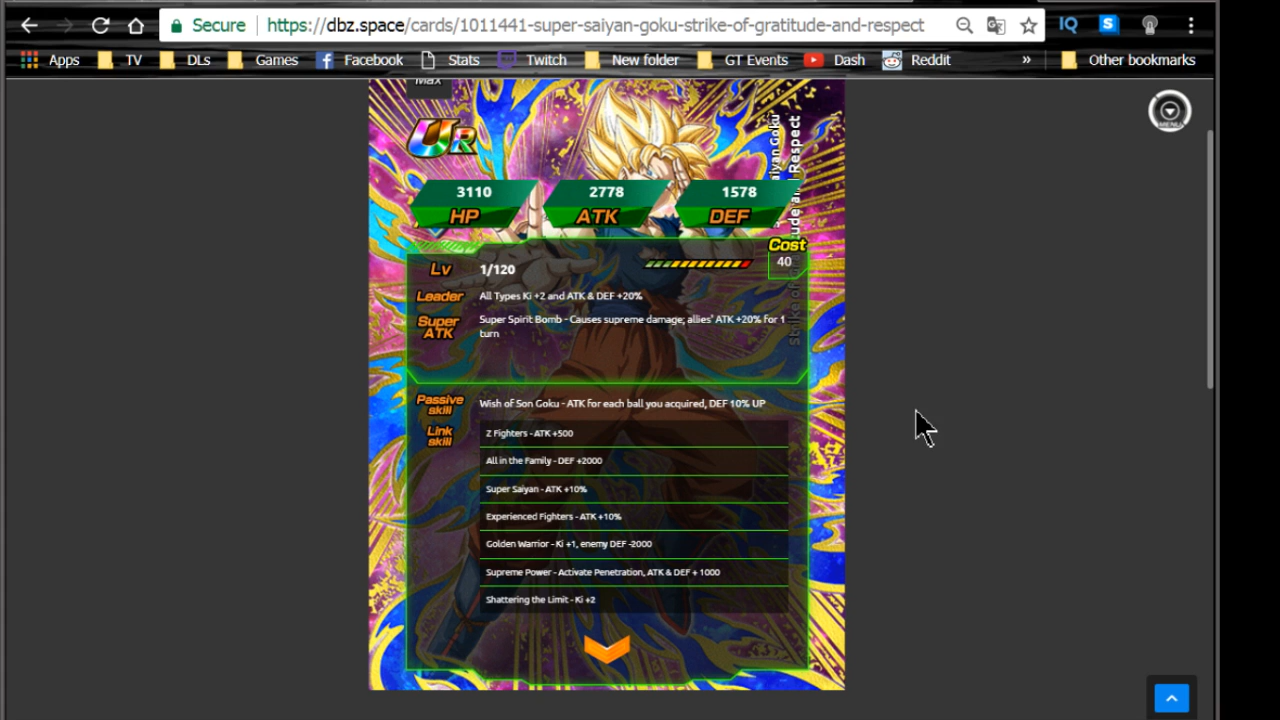 Secure https://dbz.space/cards/1011441-super-saiyan-goku-strike-of-gratitude-and-respect
Apps TV DLs Games Facebook Stats Twitch New folder GT Events Dash Reddit » Other bookmarks
Max
UR
MENU
3110 2778 1578
HP ATK DEF
Cost
40
Lv 1/120
Leader All Types Ki +2 and ATK & DEF +20%
Super ATK Super Spirit Bomb - Causes supreme damage; allies' ATK +20% for 1
turn
Passive skill Wish of Son Goku - ATK for each ball you acquired, DEF 10% UP
Link skill Z Fighters - ATK +500
All in the Family - DEF +2000
Super Saiyan - ATK +10%
Experienced Fighters - ATK +10%
Golden Warrior - Ki +1, enemy DEF -2000
Supreme Power - Activate Penetration, ATK & DEF + 1000
Shattering the Limit - Ki +2
Goku
Respect